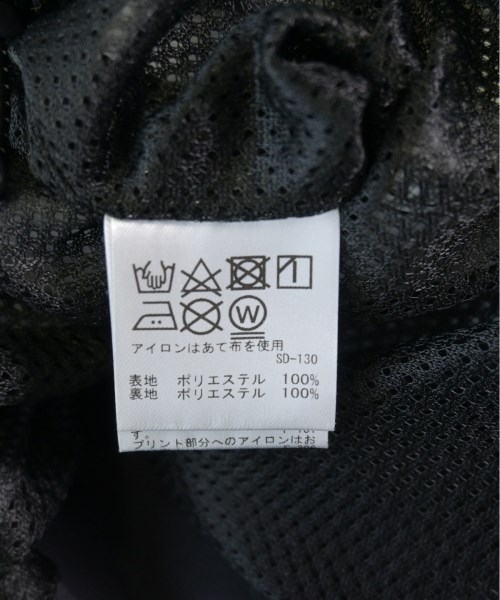 W
アイロンはあて布を使用
SD-130
表地 ポリエステル 100%
裏地 ポリエステル 100%
す。
プリント部分へのアイロンはお